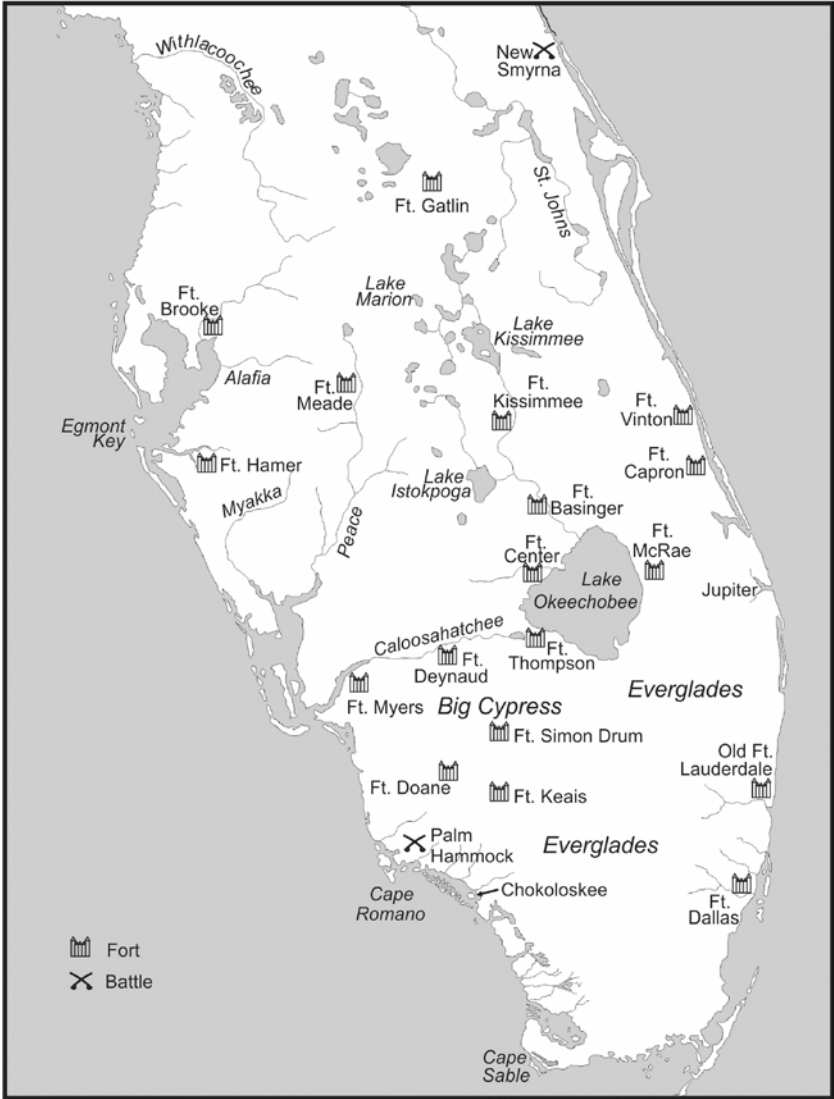 Withlacoochee
New
Smyrna
Ft. Gatlin
St. Johns
Lake
Marion
Ft.
Brooke
Lake
Kissimmee
Alafia
Ft.
Meade
Ft.
Kissimmee
Ft.
Vinton
Egmont
Key
Ft. Hamer
Ft.
Capron
Myakka
Lake
Istokpoga
Peace
Ft.
Basinger
Ft.
Center
Ft.
McRae
Lake
Okeechobee
Jupiter
Caloosahatchee
Ft.
Deynaud
Ft.
Thompson
Ft. Myers
Big Cypress
Everglades
Ft. Simon Drum
Old Ft.
Lauderdale
Ft. Doane
Ft. Keais
Palm
Hammock
Everglades
Cape
Romano
Chokoloskee
Ft.
Dallas
Fort
Battle
Cape
Sable